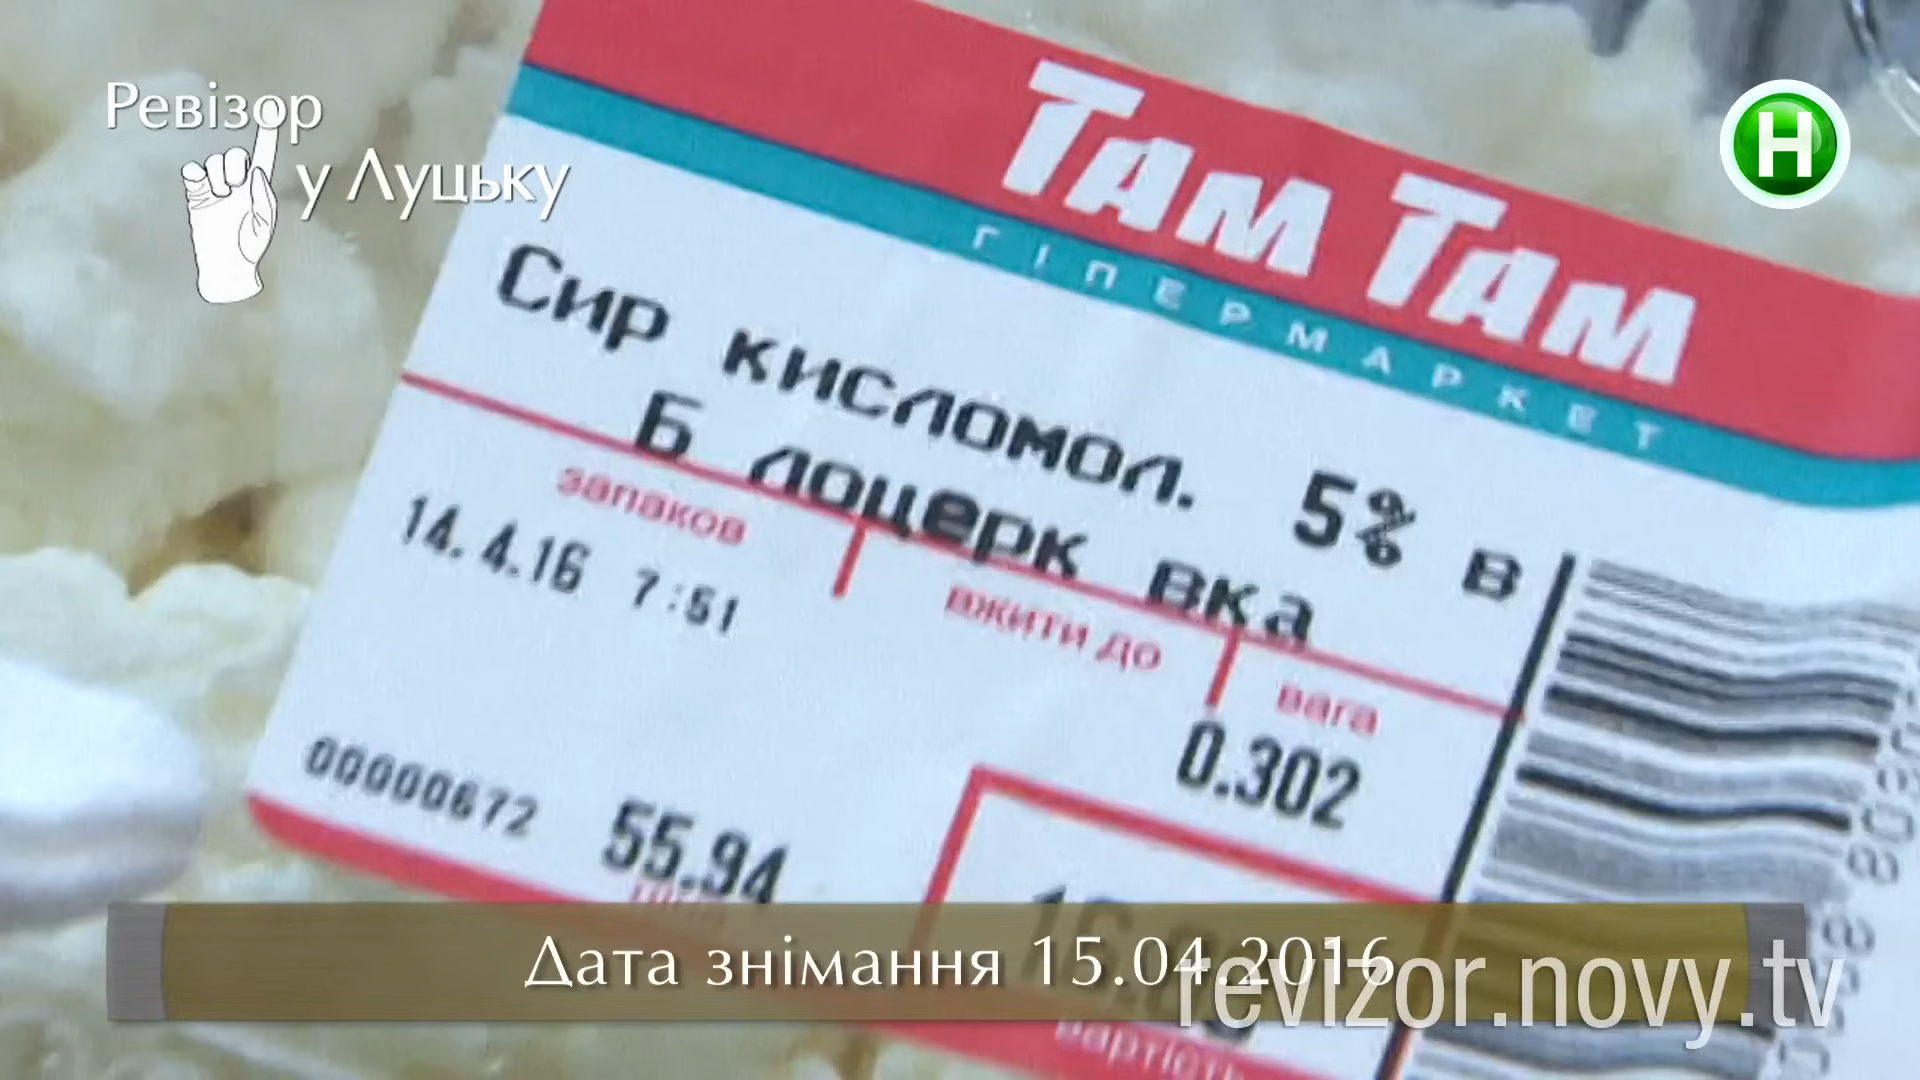 Ревізор
у Луцьку
Н
ТАМ ТАМ
ГІПЕРМАРКЕТ
Сир кисломол. 5% в
Б лоцерк вка
запаков
вжити до
вага
14.4.16 7:51
0.302
00000672
55.94
вартість
Дата знімання 15.04.2016
revizor.novy.tv